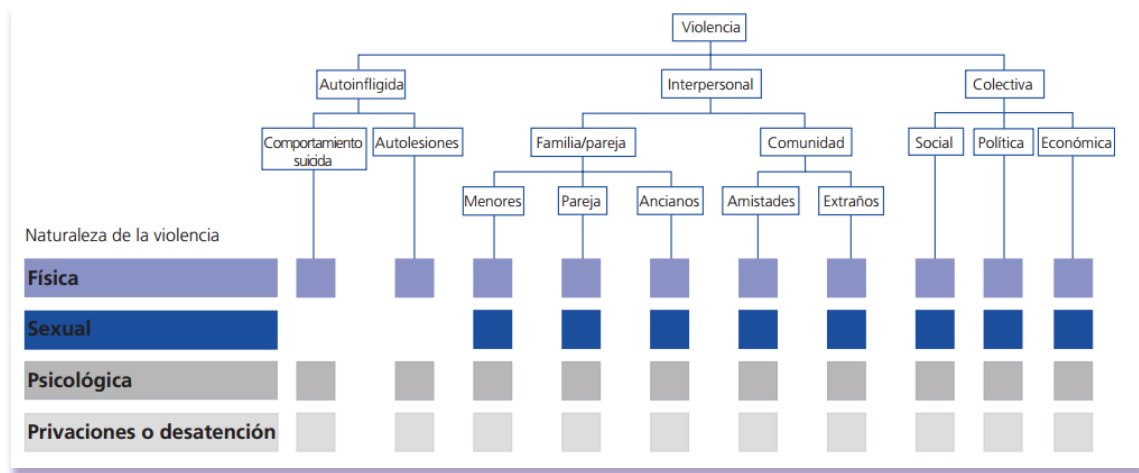 Violencia
Autoinfligida
Interpersonal
Colectiva
Comportamiento
suicida
Autolesiones
Familia/pareja
Comunidad
Social
Política
Económica
Menores
Pareja
Ancianos
Amistades
Extraños
Naturaleza de la violencia
Física
Sexual
Psicológica
Privaciones o desatención